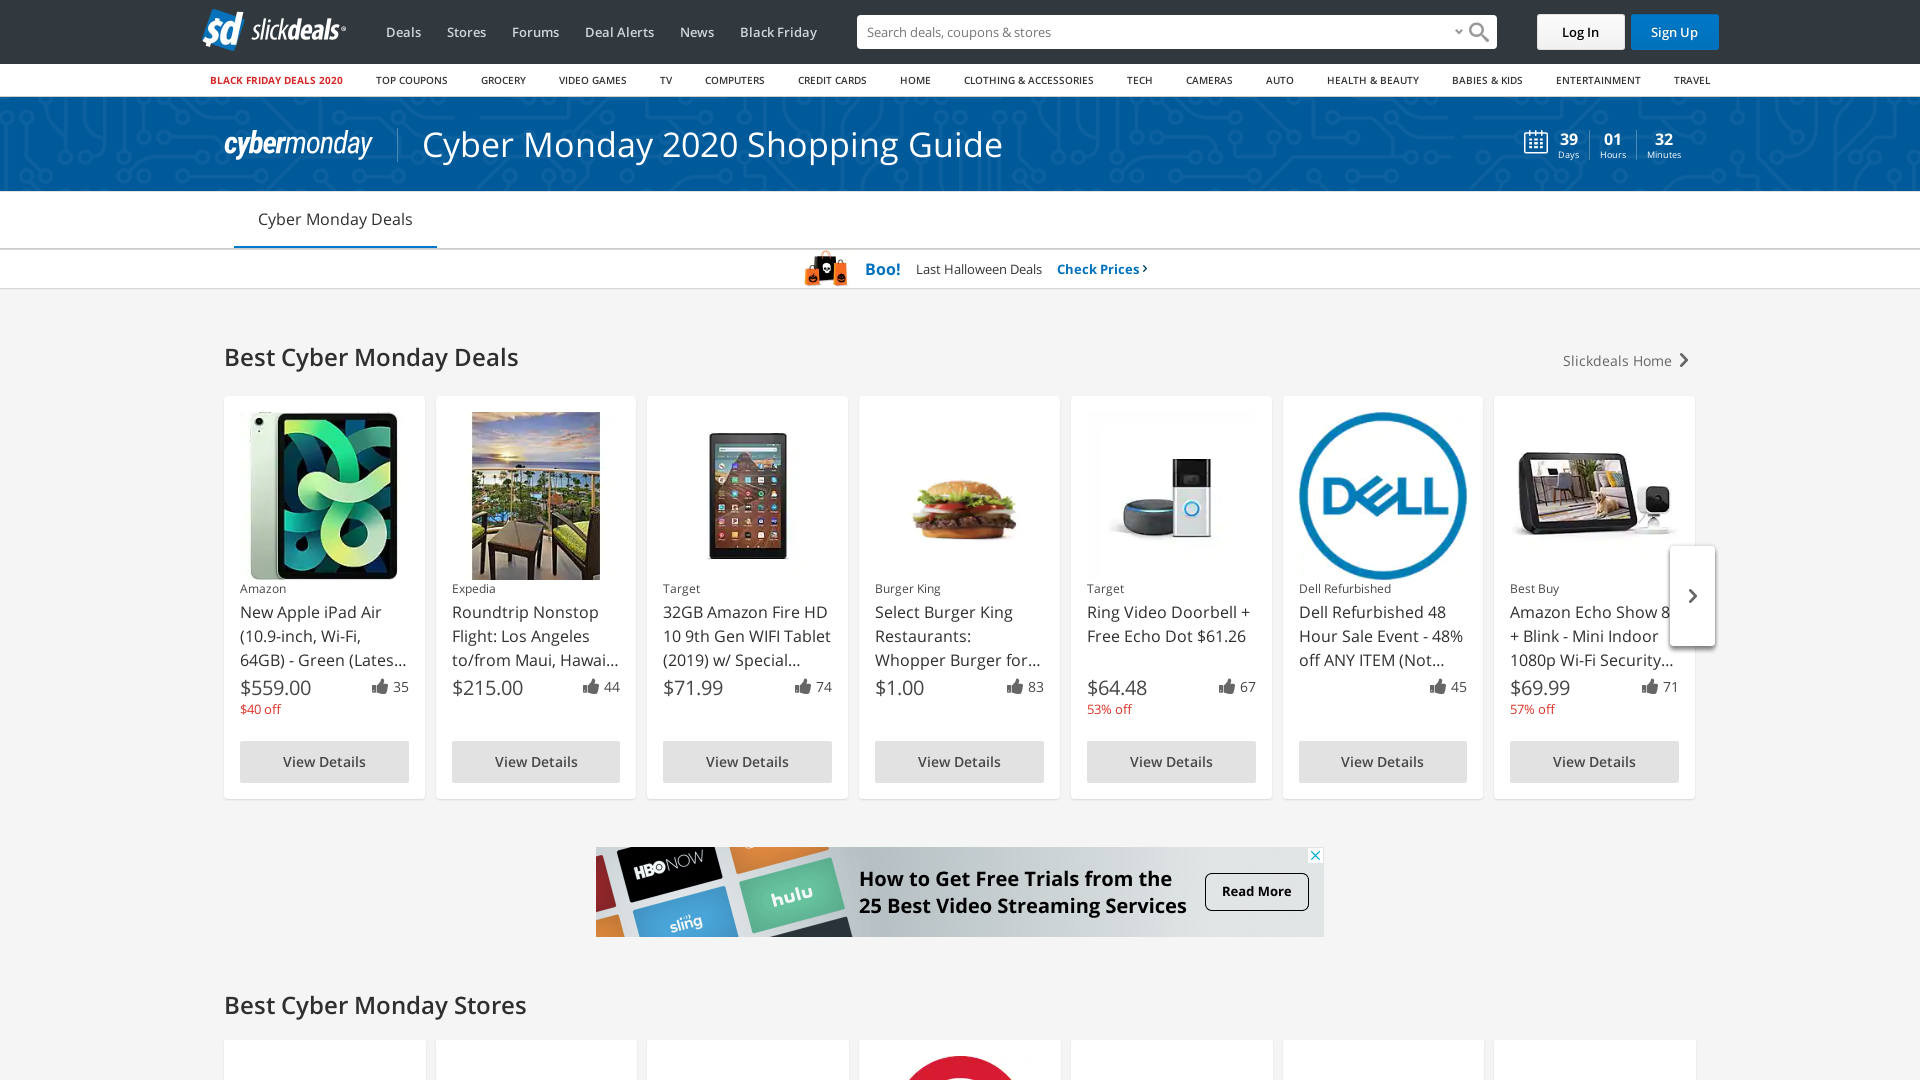 sd slickdeals
Deals
Stores
Forums
Deal Alerts
News
Black Friday
Search deals, coupons & stores
Log In
Sign Up
BLACK FRIDAY DEALS 2020
TOP COUPONS
GROCERY
VIDEO GAMES
TV
COMPUTERS
CREDIT CARDS
HOME
CLOTHING & ACCESSORIES
TECH
CAMERAS
AUTO
HEALTH & BEAUTY
BABIES & KIDS
ENTERTAINMENT
TRAVEL
cybermonday
Cyber Monday 2020 Shopping Guide
39 01 32
Days Hours Minutes
Cyber Monday Deals
Boo! Last Halloween Deals Check Prices
Best Cyber Monday Deals
Slickdeals Home
Amazon
New Apple iPad Air
(10.9-inch, Wi-Fi,
64GB) - Green (Lates...
$559.00 35
$40 off
View Details
Expedia
Roundtrip Nonstop
Flight: Los Angeles
to/from Maui, Hawai...
$215.00 44
View Details
Target
32GB Amazon Fire HD
10 9th Gen WIFI Tablet
(2019) w/ Special...
$71.99 74
View Details
Burger King
Select Burger King
Restaurants:
Whopper Burger for...
$1.00 83
View Details
Target
Ring Video Doorbell +
Free Echo Dot $61.26
$64.48 67
53% off
View Details
DELL
Dell Refurbished
Dell Refurbished 48
Hour Sale Event - 48%
off ANY ITEM (Not...
45
View Details
Best Buy
Amazon Echo Show 8
+ Blink - Mini Indoor
1080p Wi-Fi Security...
$69.99 71
57% off
View Details
HBO NOW
hulu
sling
How to Get Free Trials from the
25 Best Video Streaming Services
Read More
Best Cyber Monday Stores